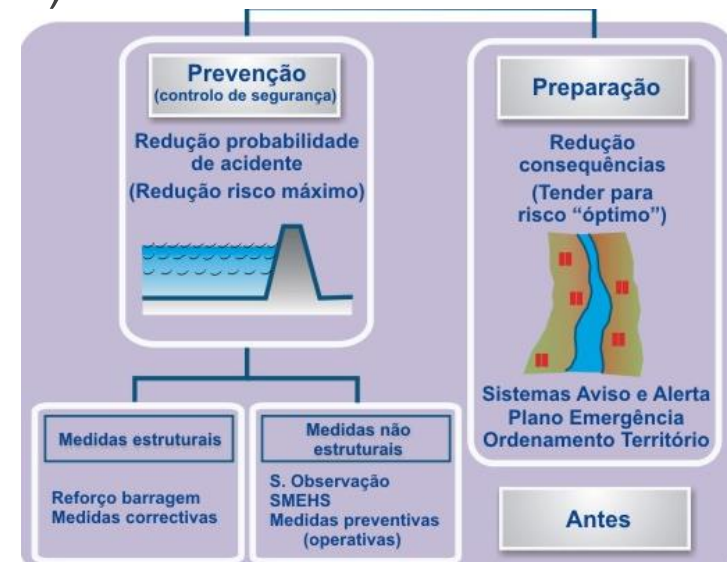 Prevenção
(controlo de segurança)
Redução probabilidade
de acidente
(Redução risco máximo)
Medidas estruturais
Reforço barragem
Medidas correctivas
Medidas não
estruturais
S. Observação
SMEHS
Medidas preventivas
(operativas)
Preparação
Redução
consequências
(Tender para
risco “óptimo”)
Sistemas Aviso e Alerta
Plano Emergência
Ordenamento Território
Antes